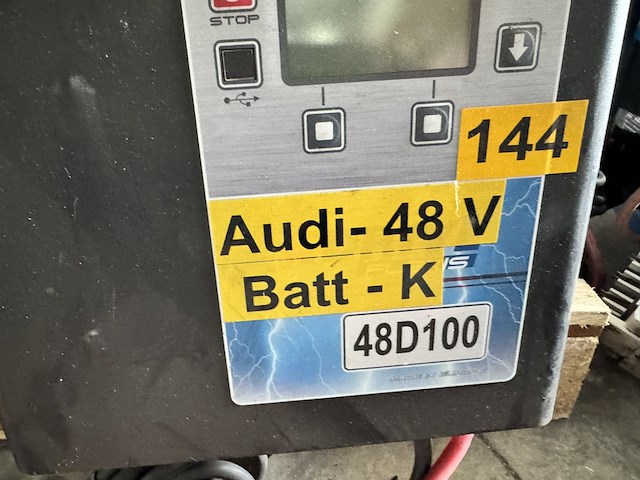 STOP
144
Audi- 48 V
Batt - K
48D100